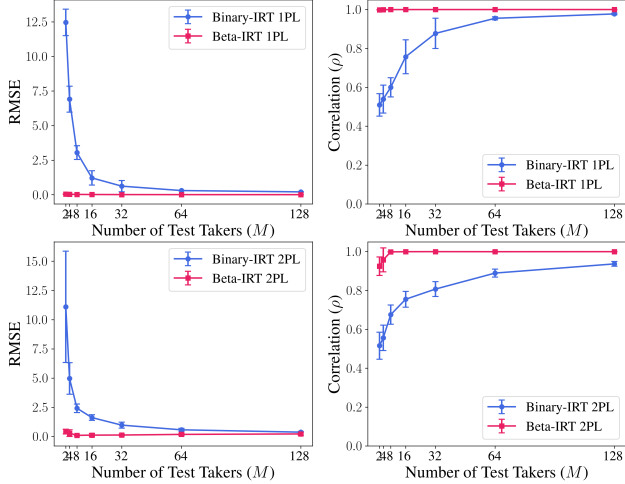 12.5
10.0
7.5
5.0
2.5
0.0
RMSE
Binary-IRT 1PL
Beta-IRT 1PL
2 4 8 16 32 64 128
Number of Test Takers (M)
1.0
0.8
0.6
0.4
0.2
0.0
Correlation (ρ)
Binary-IRT 1PL
Beta-IRT 1PL
2 4 8 16 32 64 128
Number of Test Takers (M)
15.0
12.5
10.0
7.5
5.0
2.5
0.0
RMSE
Binary-IRT 2PL
Beta-IRT 2PL
2 4 8 16 32 64 128
Number of Test Takers (M)
1.0
0.8
0.6
0.4
0.2
0.0
Correlation (ρ)
Binary-IRT 2PL
Beta-IRT 2PL
2 4 8 16 32 64 128
Number of Test Takers (M)